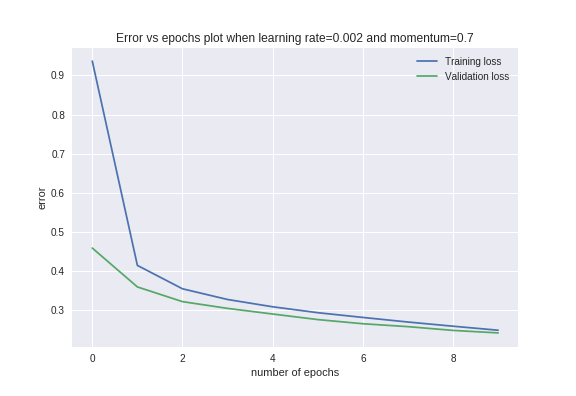 Error vs epochs plot when learning rate=0.002 and momentum=0.7
Training loss
Validation loss
0.9
0.8
0.7
0.6
0.5
0.4
0.3
error
0 2 4 6 8
number of epochs